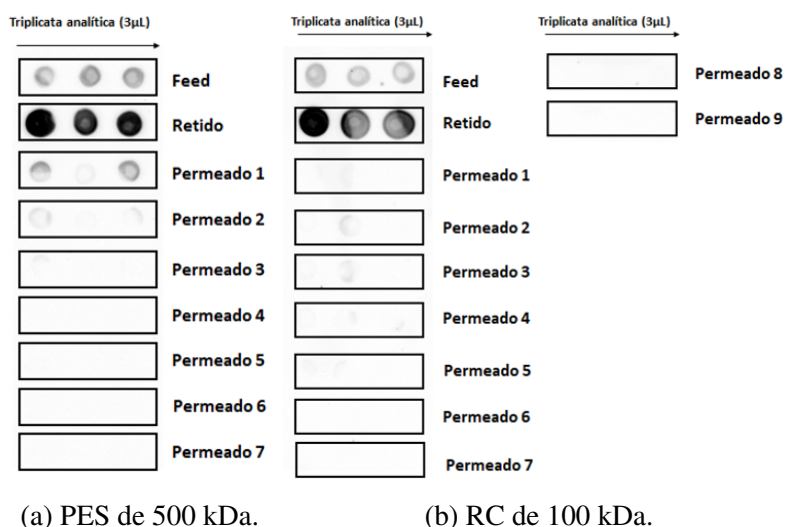 Triplicata analítica (3µL)
Feed
Retido
Permeado 1
Permeado 2
Permeado 3
Permeado 4
Permeado 5
Permeado 6
Permeado 7
(a) PES de 500 kDa.
Triplicata analítica (3µL)
Feed
Retido
Permeado 1
Permeado 2
Permeado 3
Permeado 4
Permeado 5
Permeado 6
Permeado 7
Triplicata analítica (3µL)
Permeado 8
Permeado 9
(b) RC de 100 kDa.